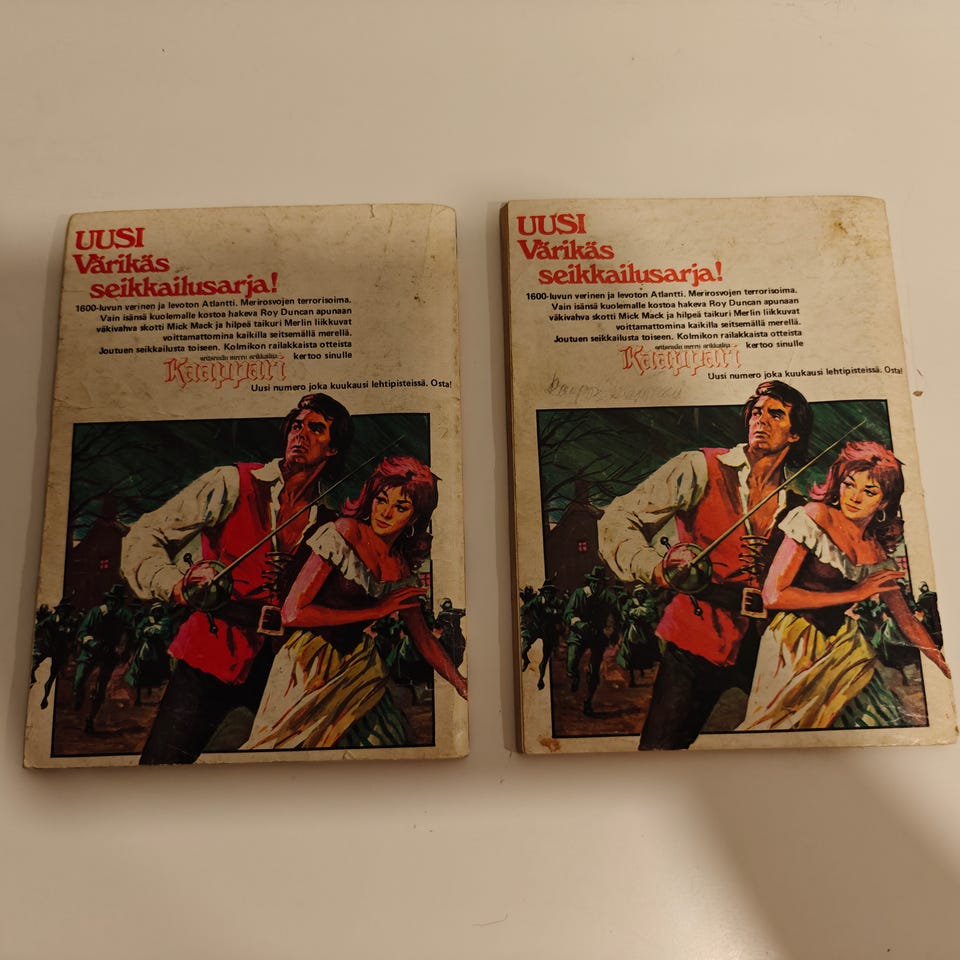 UUSI
Värikäs
seikkailusarja!
1600-luvun verinen ja levoton Atlantti. Merirosvojen terrorisoima.
Vain isänsä kuolemalle kostoa hakeva Roy Duncan apunaan
väkivahva skotti Mick Mack ja hilpeä taikuri Merlin liikkuvat
voittamattomina kaikilla seitsemällä merellä.
Joutuen seikkailusta toiseen. Kolmikon railakkaista otteista
Kaappari kertoo sinulle
Uusi numero joka kuukausi lehtipisteissä. Osta!
UUSI
Värikäs
seikkailusarja!
1600-luvun verinen ja levoton Atlantti. Merirosvojen terrorisoima.
Vain isänsä kuolemalle kostoa hakeva Roy Duncan apunaan
väkivahva skotti Mick Mack ja hilpeä taikuri Merlin liikkuvat
voittamattomina kaikilla seitsemällä merellä.
Joutuen seikkailusta toiseen. Kolmikon railakkaista otteista
Kaappari kertoo sinulle
Uusi numero joka kuukausi lehtipisteissä. Osta!